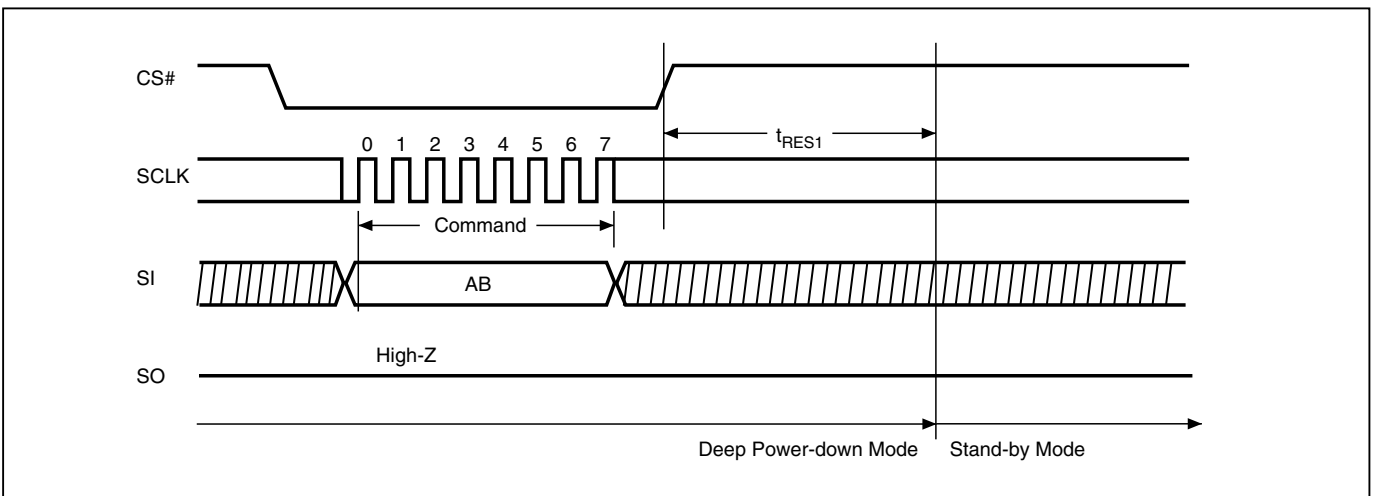 CS#
tRES1
0 1 2 3 4 5 6 7
SCLK
Command
SI
AB
High-Z
SO
Deep Power-down Mode
Stand-by Mode